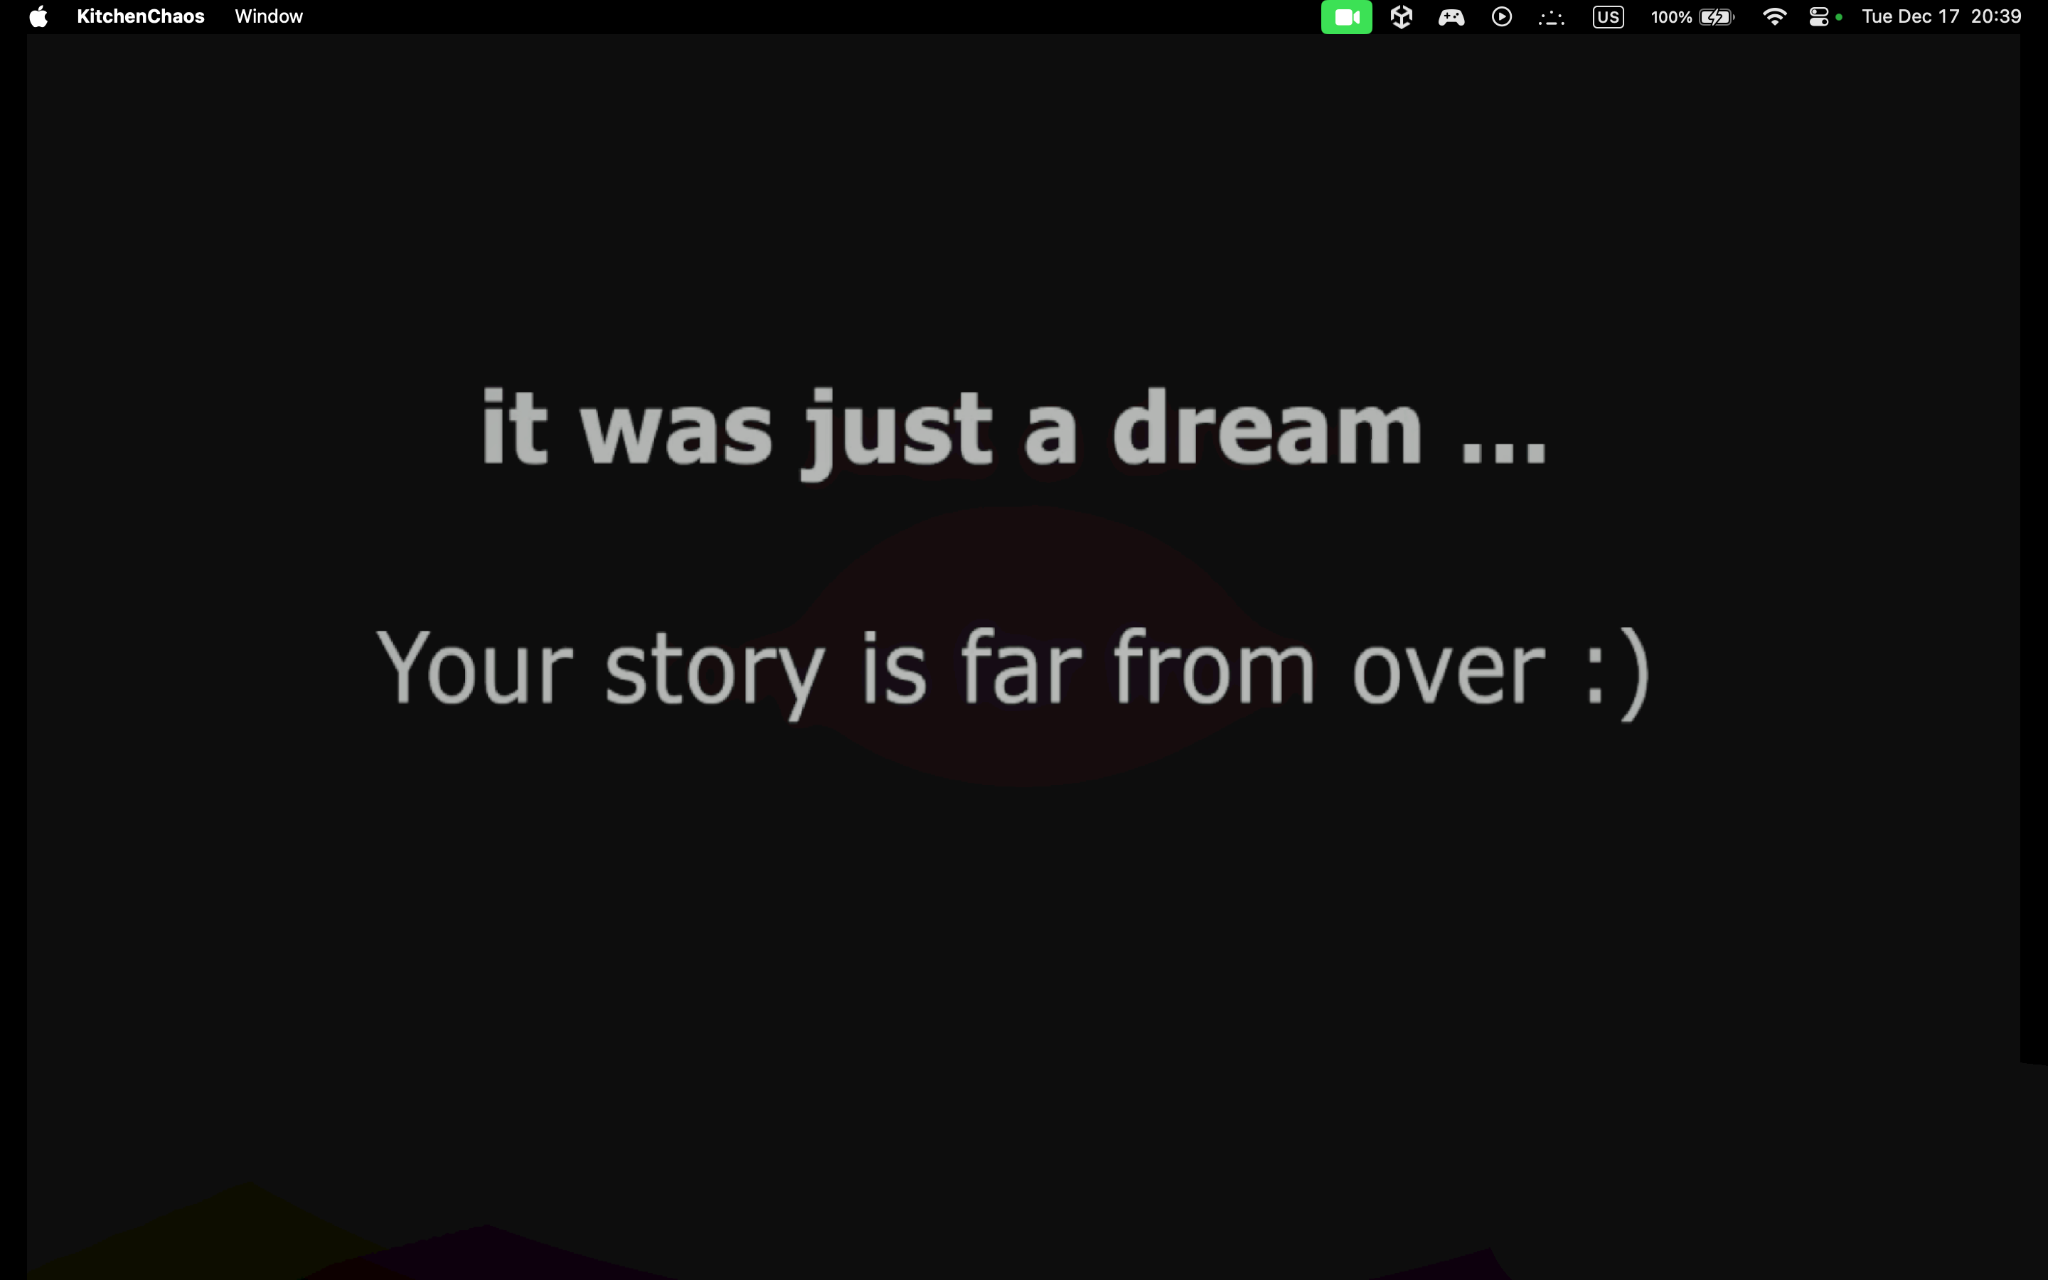 KitchenChaos Window US 100% Tue Dec 17 20:39
it was just a dream ...
Your story is far from over :)